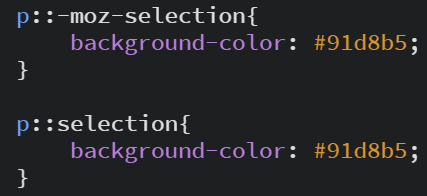 p::-moz-selection{
    background-color: #91d8b5;
}

p::selection{
    background-color: #91d8b5;
}